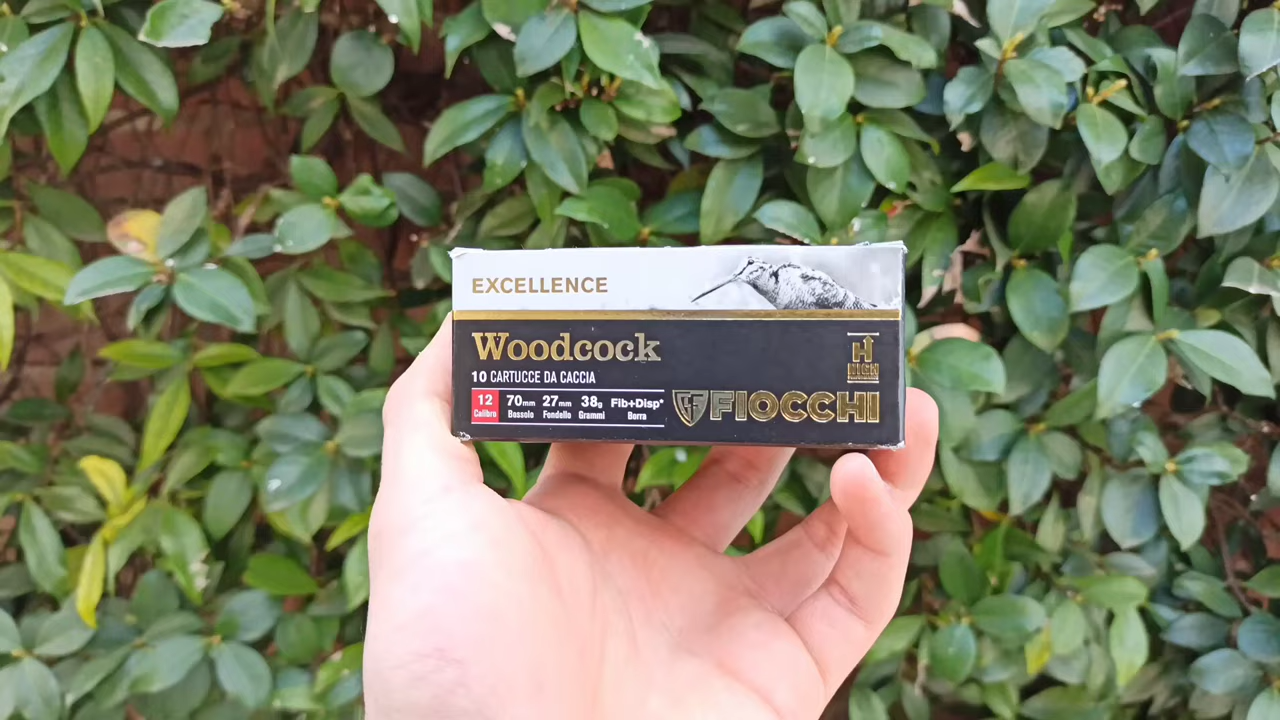 EXCELLENCE
Woodcock
10 CARTUCCE DA CACCIA
12 70mm 27mm 38g Fib+Disp*
Calibro Bossolo Fondello Grammi Borra
H
HIGH
FIOCCHI